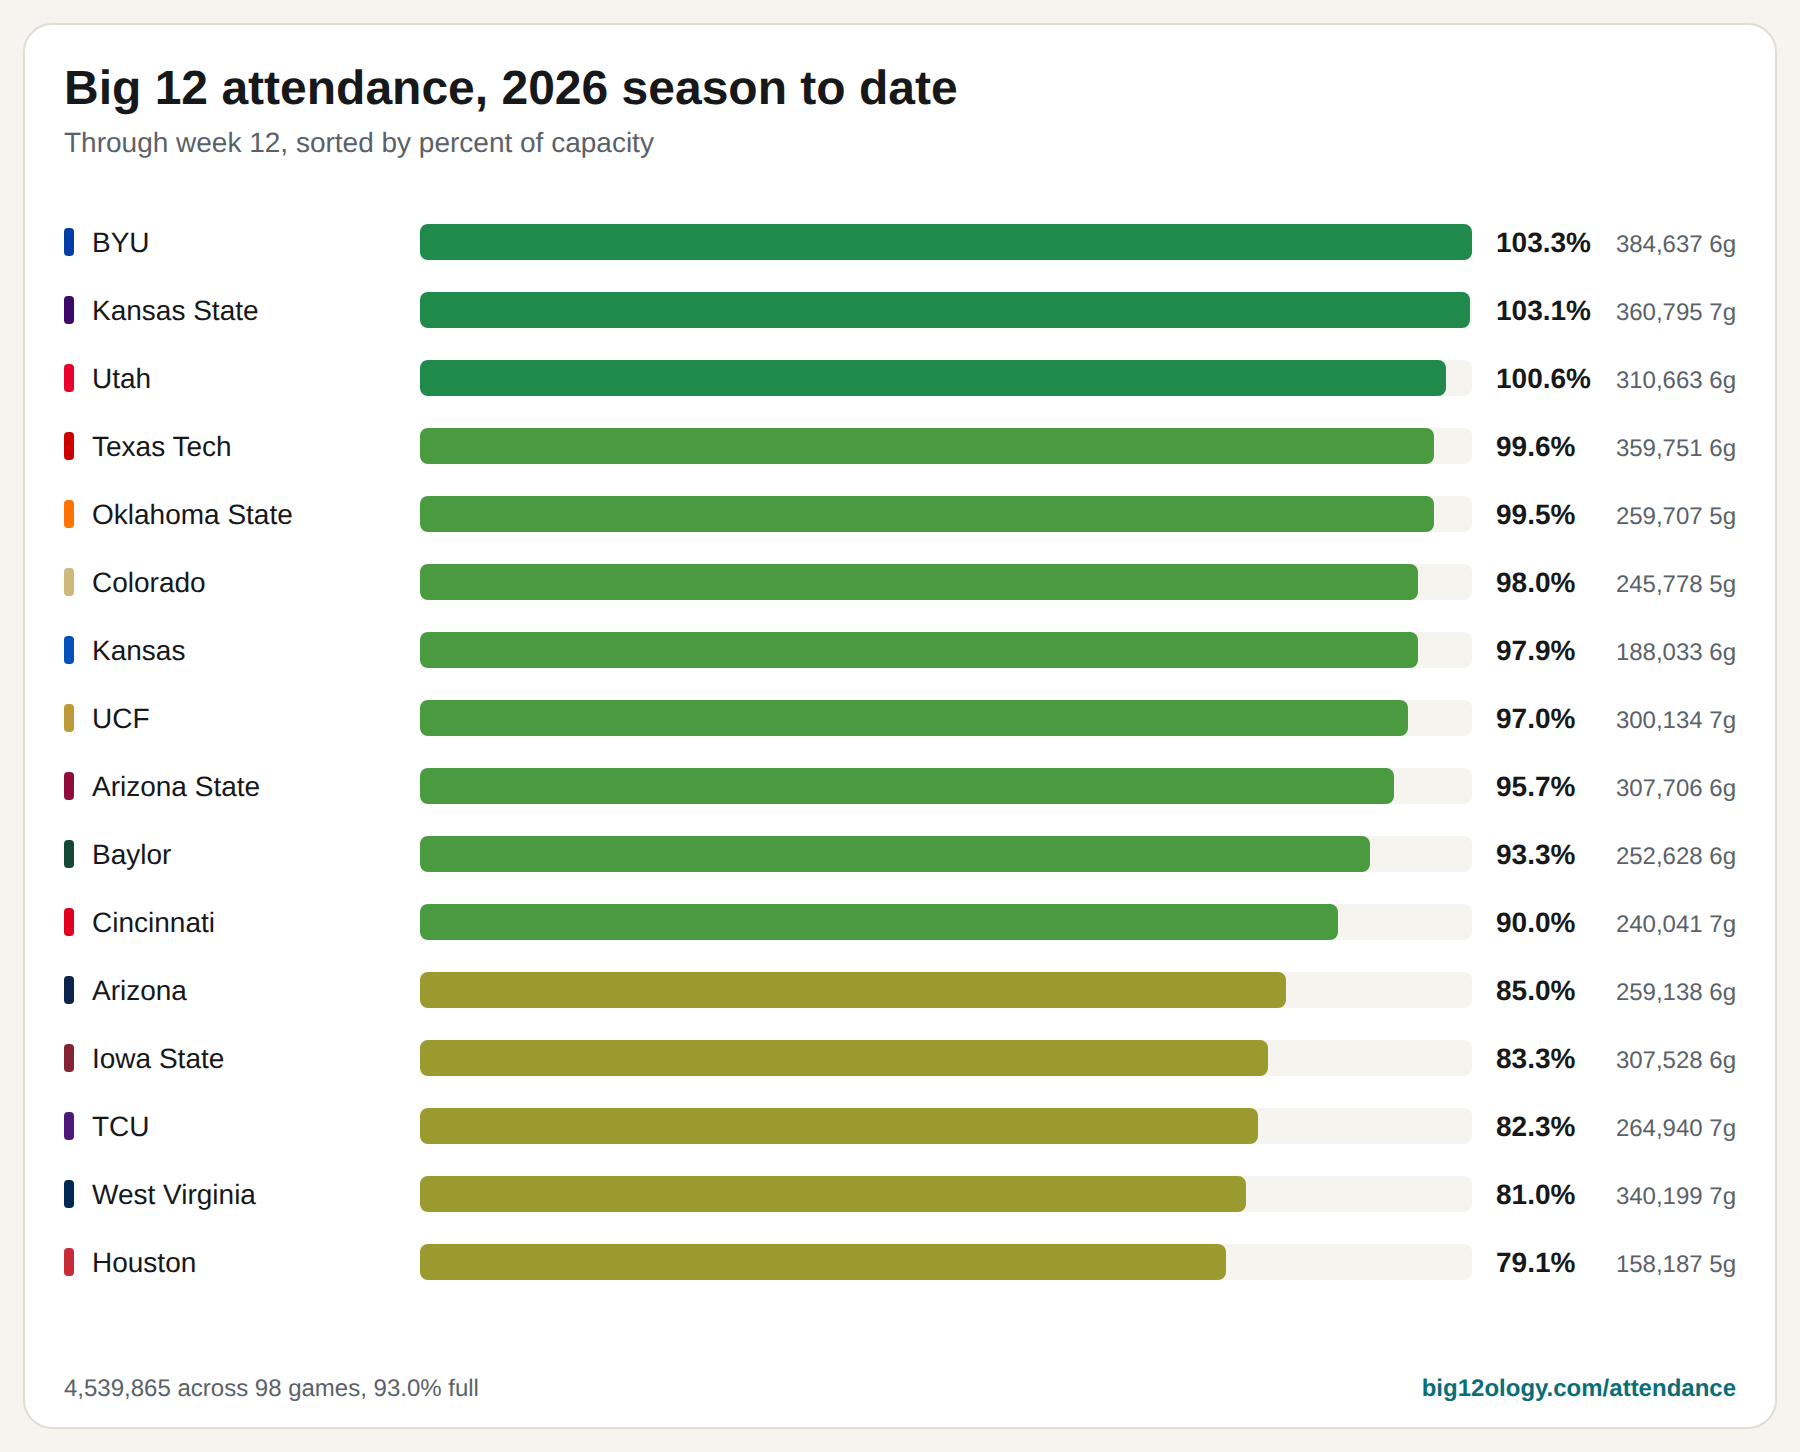 Big 12 attendance, 2026 season to date
Through week 12, sorted by percent of capacity
BYU 103.3% 384,637 6g
Kansas State 103.1% 360,795 7g
Utah 100.6% 310,663 6g
Texas Tech 99.6% 359,751 6g
Oklahoma State 99.5% 259,707 5g
Colorado 98.0% 245,778 5g
Kansas 97.9% 188,033 6g
UCF 97.0% 300,134 7g
Arizona State 95.7% 307,706 6g
Baylor 93.3% 252,628 6g
Cincinnati 90.0% 240,041 7g
Arizona 85.0% 259,138 6g
Iowa State 83.3% 307,528 6g
TCU 82.3% 264,940 7g
West Virginia 81.0% 340,199 7g
Houston 79.1% 158,187 5g
4,539,865 across 98 games, 93.0% full
big12ology.com/attendance